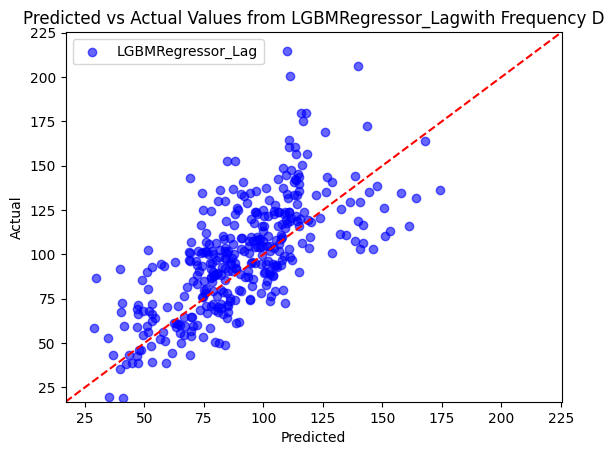 Predicted vs Actual Values from LGBMRegressor_Lagwith Frequency D
LGBMRegressor_Lag
Actual
225
200
175
150
125
100
75
50
25
25 50 75 100 125 150 175 200 225
Predicted